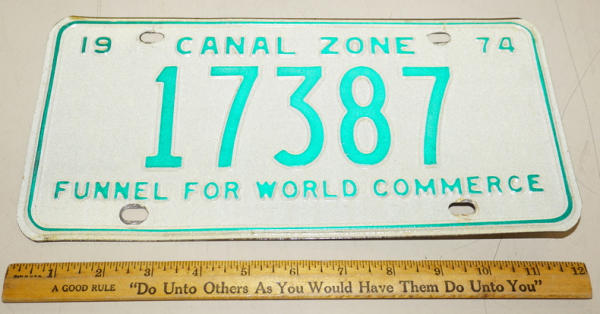 19 CANAL ZONE 74
17387
FUNNEL FOR WORLD COMMERCE
1 2 3 4 5 6 7 8 9 10 11 12
A GOOD RULE "Do Unto Others As You Would Have Them Do Unto You"